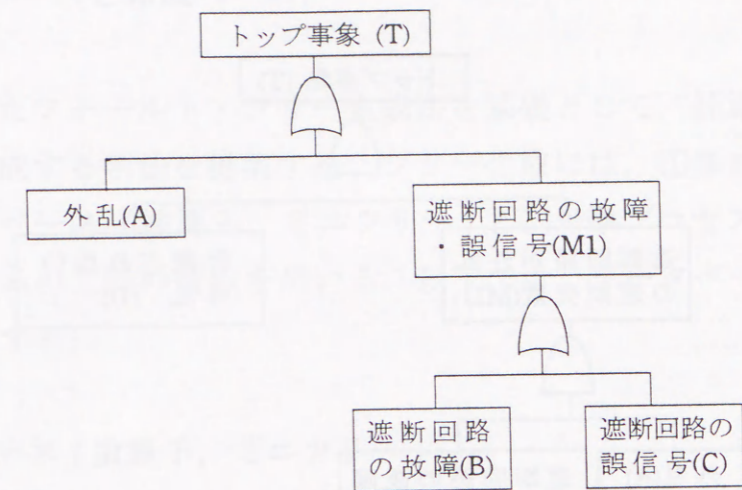 トップ事象 (T)
外乱(A)
遮断回路の故障
・誤信号(M1)
遮断回路
の故障(B)
遮断回路の
誤信号(C)